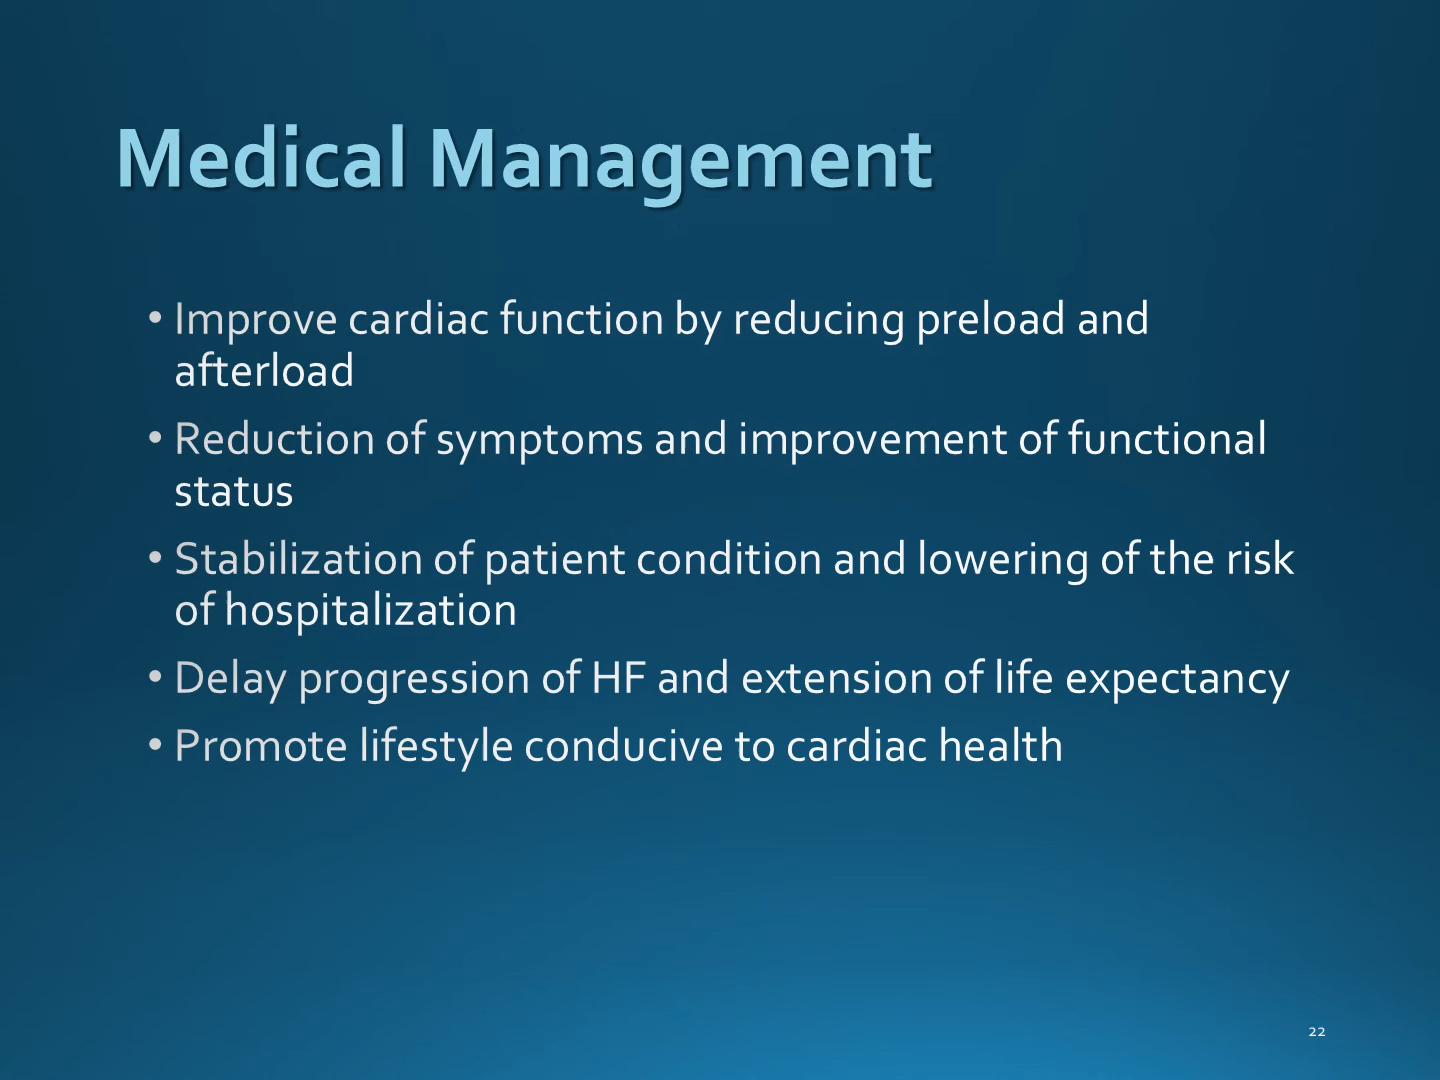 Medical Management
• Improve cardiac function by reducing preload and
afterload
• Reduction of symptoms and improvement of functional
status
• Stabilization of patient condition and lowering of the risk
of hospitalization
• Delay progression of HF and extension of life expectancy
• Promote lifestyle conducive to cardiac health
22